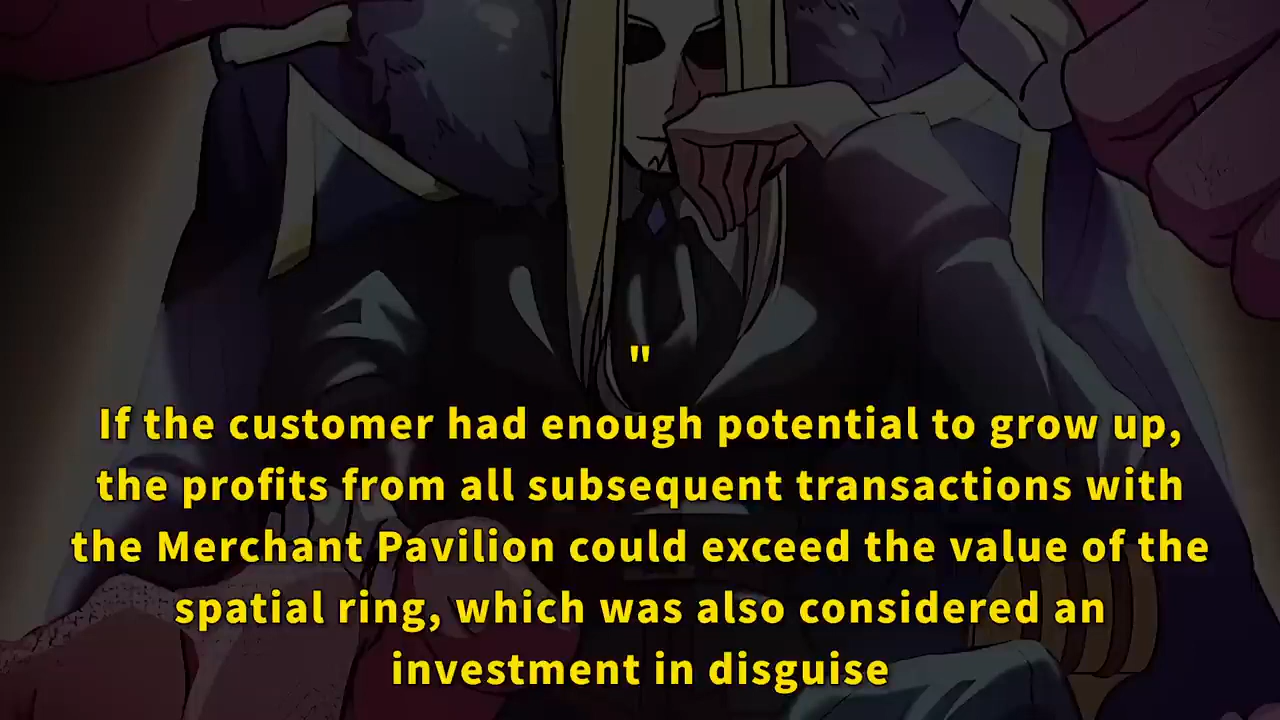 "
If the customer had enough potential to grow up,
the profits from all subsequent transactions with
the Merchant Pavilion could exceed the value of the
spatial ring, which was also considered an
investment in disguise